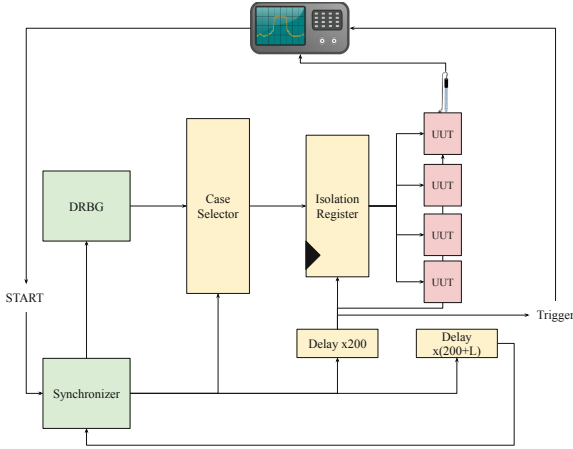 UUT
Case
Selector
Isolation
Register
UUT
DRBG
UUT
UUT
START
Trigger
Delay x200
Delay
x(200+L)
Synchronizer